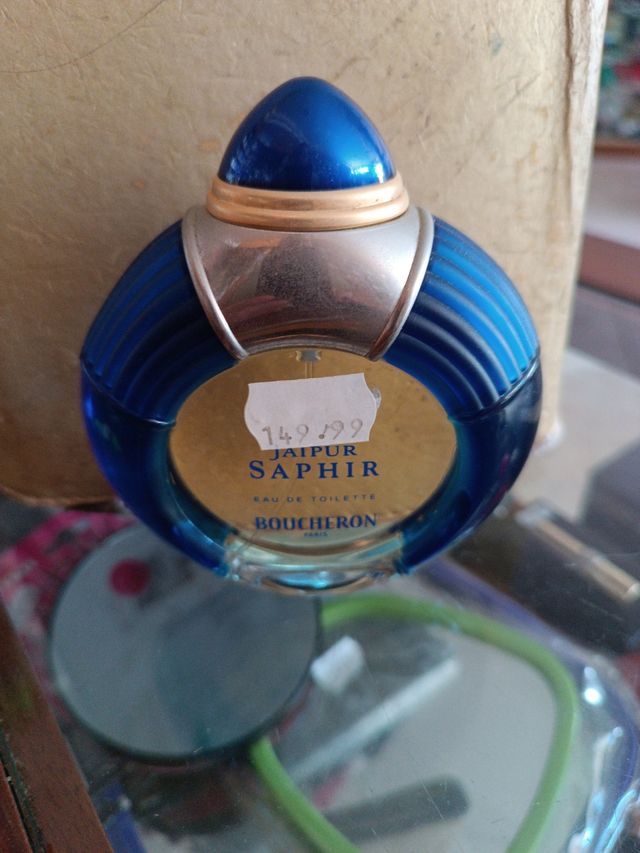 149.99
JAIPUR
SAPHIR
EAU DE TOILETTE
BOUCHERON
PARIS